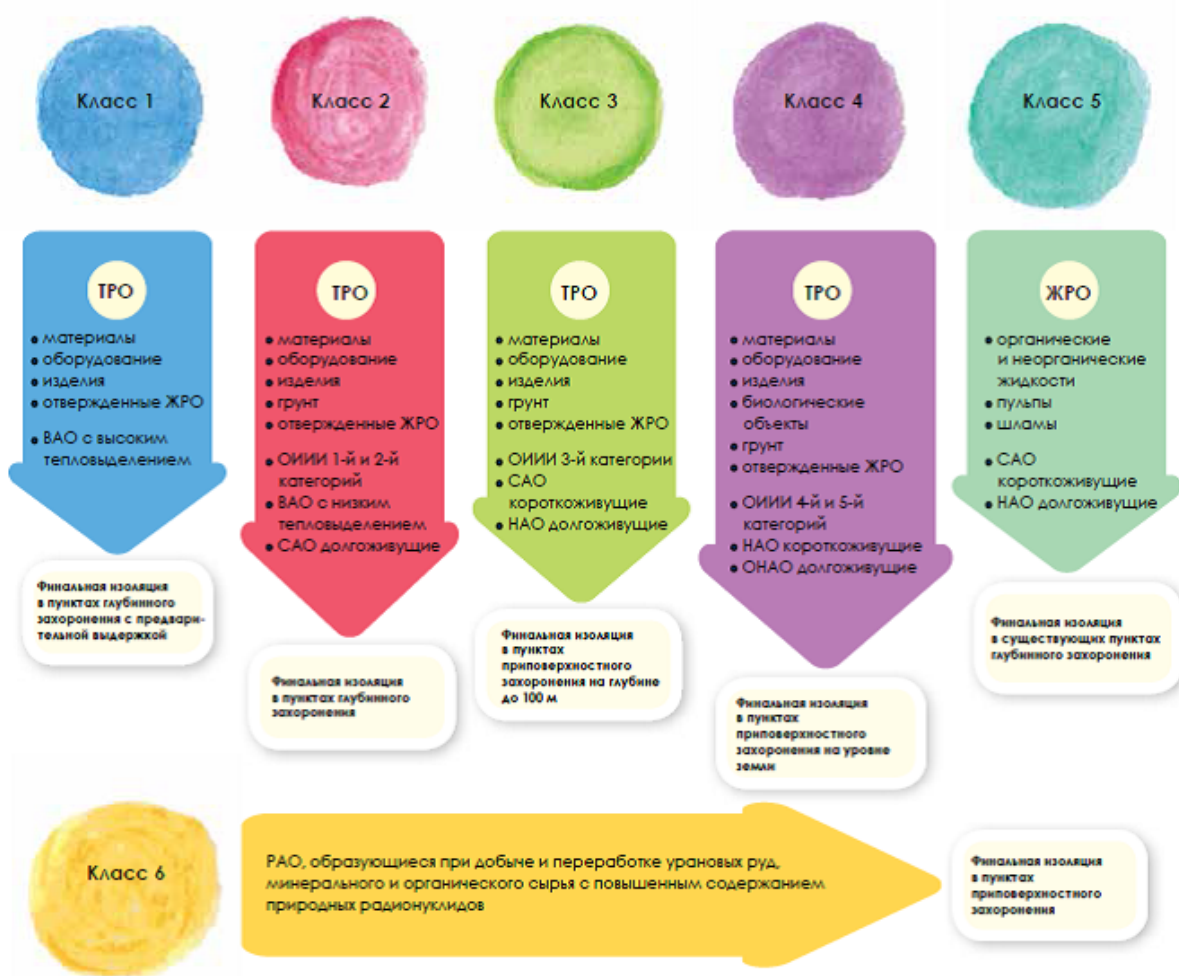 Класс 1
Класс 2
Класс 3
Класс 4
Класс 5
ТРО
• материалы
• оборудование
• изделия
• отвержденные ЖРО
• ВАО с высоким
тепловыделением
Финальная изоляция
в пунктах глубинного
захоронения с предвари-
тельной выдержкой
ТРО
• материалы
• оборудование
• изделия
• грунт
• отвержденные ЖРО
• ОИИИ 1-й и 2-й
категорий
• ВАО с низким
тепловыделением
• САО долгоживущие
Финальная изоляция
в пунктах глубинного
захоронения
ТРО
• материалы
• оборудование
• изделия
• грунт
• отвержденные ЖРО
• ОИИИ 3-й категории
• САО
короткоживущие
• НАО долгоживущие
Финальная изоляция
в пунктах
приповерхностного
захоронения на глубине
до 100 м
ТРО
• материалы
• оборудование
• изделия
• биологические
объекты
• грунт
• отвержденные ЖРО
• ОИИИ 4-й и 5-й
категорий
• НАО короткоживущие
• ОНАО долгоживущие
Финальная изоляция
в пунктах
приповерхностного
захоронения на уровне
земли
ЖРО
• органические
и неорганические
жидкости
• пульпы
• шламы
• САО
короткоживущие
• НАО долгоживущие
Финальная изоляция
в существующих пунктах
глубинного захоронения
Класс 6
РАО, образующиеся при добыче и переработке урановых руд,
минерального и органического сырья с повышенным содержанием
природных радионуклидов
Финальная изоляция
в пунктах
приповерхностного
захоронения